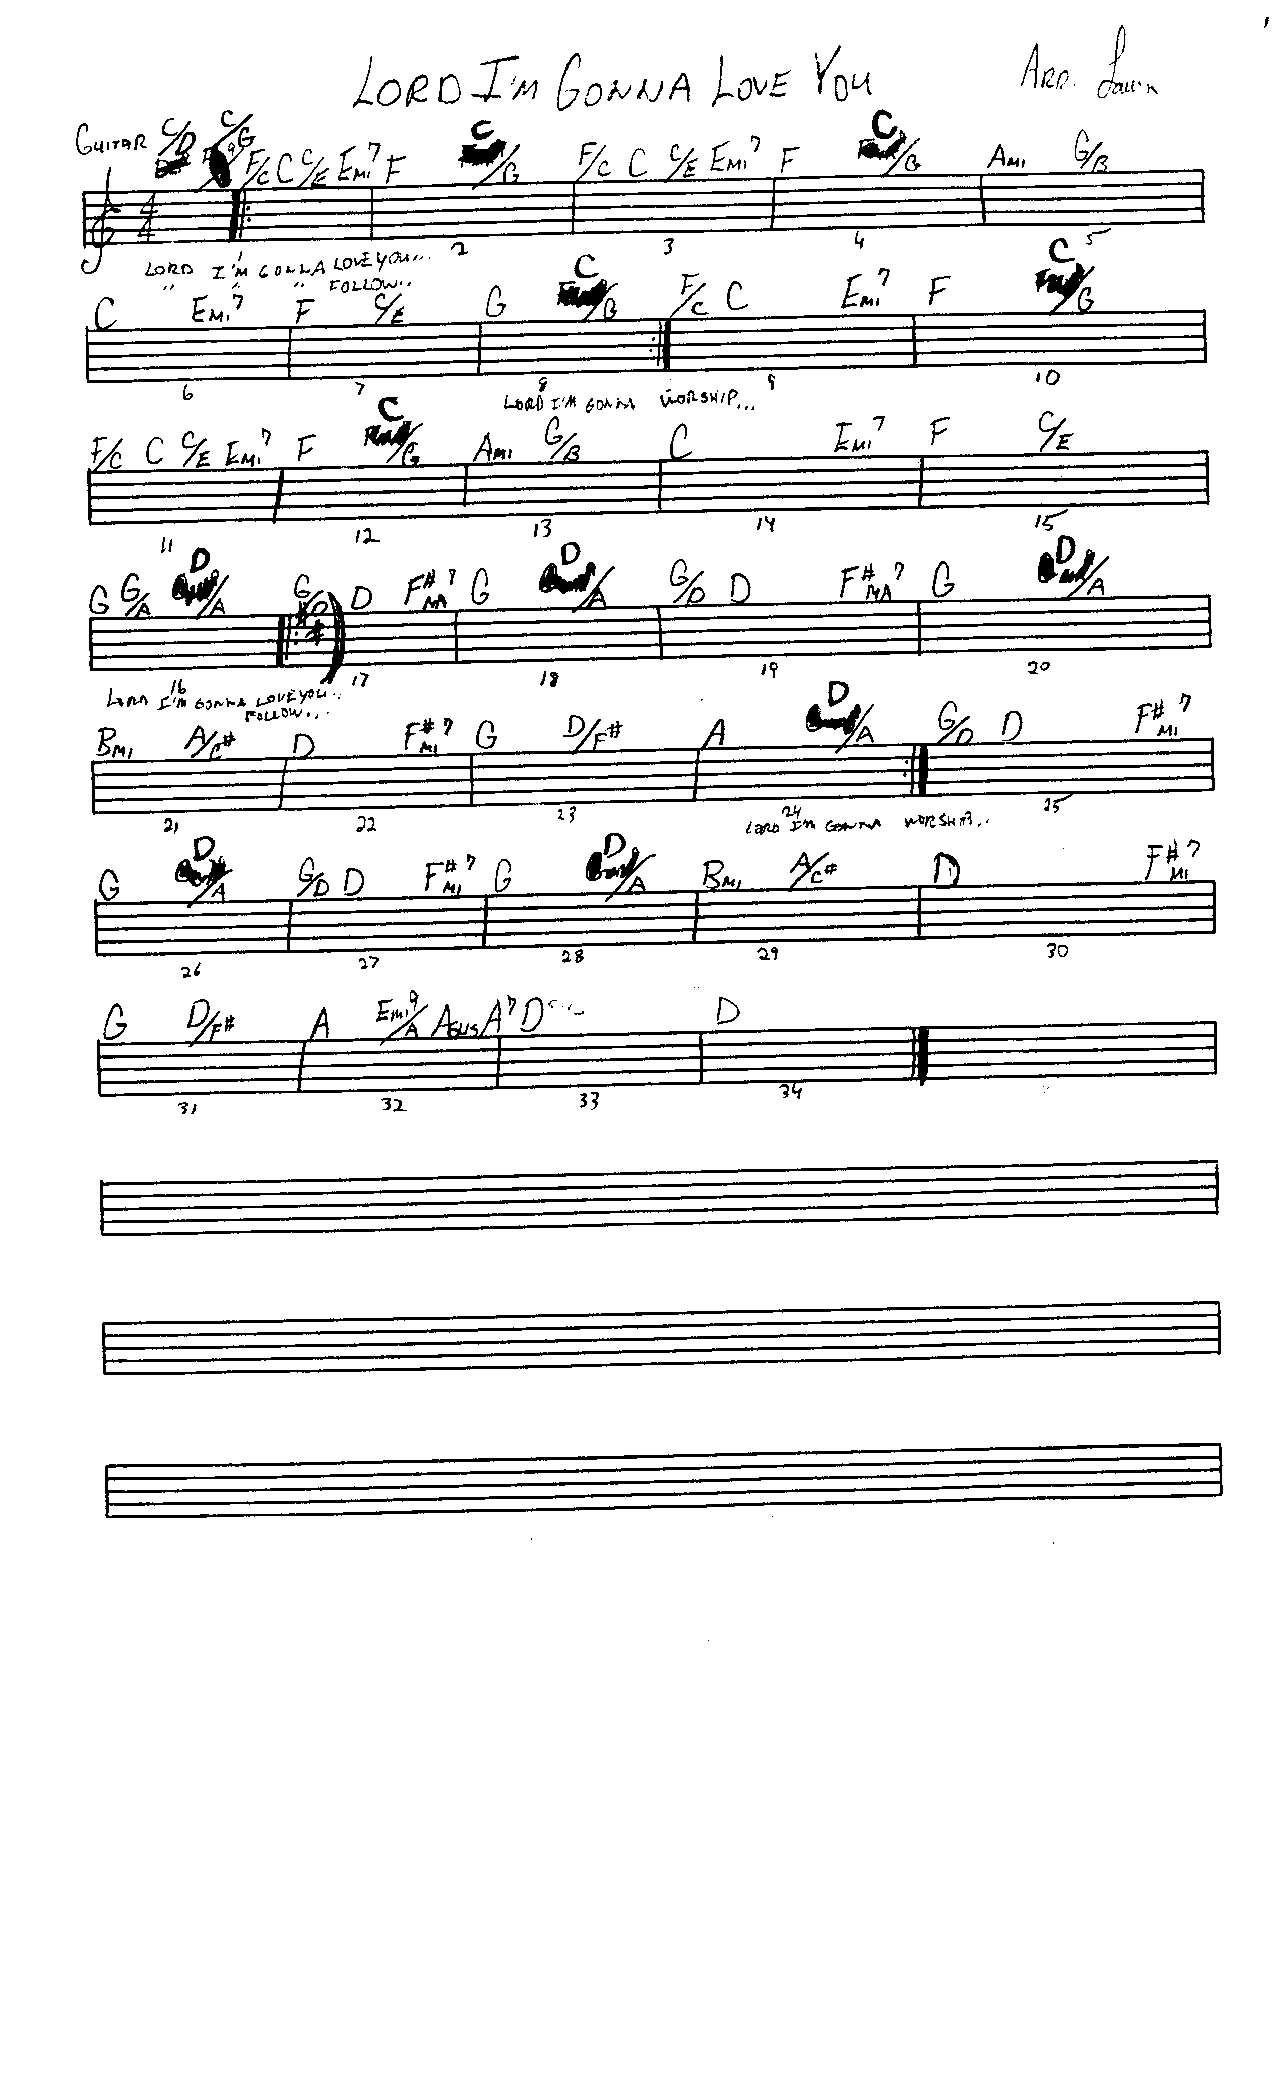 LORD I'M GONNA LOVE YOU
ARR.
GUITAR C/D C/G F/C C C/E EMI7 F C/G F/C C C/E EMI7 F C/G AMI G/B
4/4
1 2 3 4 5
LORD I'M GONNA LOVE YOU...
" " " FOLLOW..
C EMI7 F C/E G C/G F/C C EMI7 F C/G
6 7 8 9 10
LORD I'M GONNA WORSHIP...
F/C C C/E EMI7 F C/G AMI G/B C EMI7 F C/E
11 12 13 14 15
G G/A D/A G/D D F#MA7 G D/A G/D D F#MA7 G D/A
16 17 18 19 20
LORD I'M GONNA LOVE YOU..
FOLLOW...
BMI A/C# D F#MI7 G D/F# A D/A G/D D F#MI7
21 22 23 24 25
LORD I'M GONNA WORSHIP..
G D/A G/D D F#MI7 G D/A BMI A/C# D F#MI7
26 27 28 29 30
G D/F# A EMI9/A ASUS A7 D D
31 32 33 34